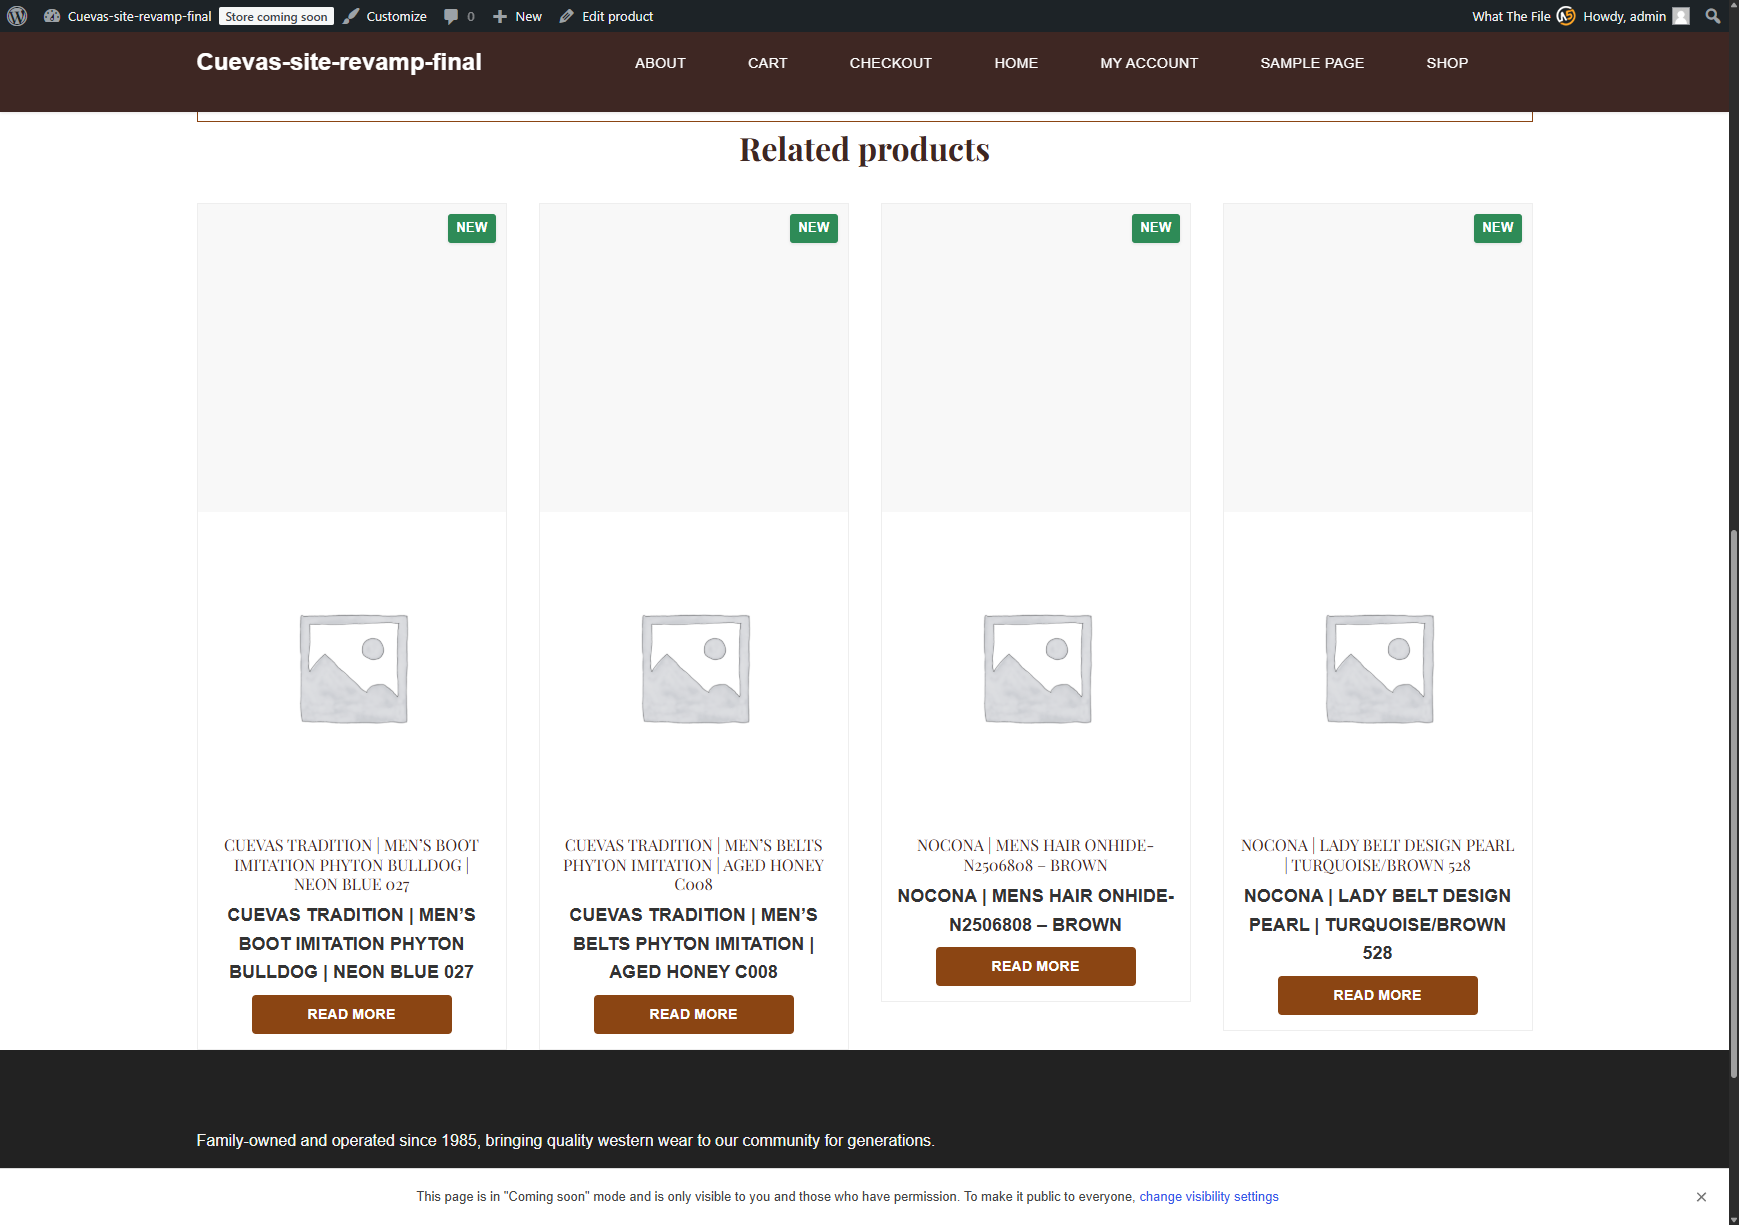 Cuevas-site-revamp-final Store coming soon Customize 0 New Edit product What The File Howdy, admin
Cuevas-site-revamp-final ABOUT CART CHECKOUT HOME MY ACCOUNT SAMPLE PAGE SHOP
Related products
NEW NEW NEW NEW
CUEVAS TRADITION | MEN’S BOOT
IMITATION PHYTON BULLDOG |
NEON BLUE 027
CUEVAS TRADITION | MEN’S
BOOT IMITATION PHYTON
BULLDOG | NEON BLUE 027
READ MORE
CUEVAS TRADITION | MEN’S BELTS
PHYTON IMITATION | AGED HONEY
C008
CUEVAS TRADITION | MEN’S
BELTS PHYTON IMITATION |
AGED HONEY C008
READ MORE
NOCONA | MENS HAIR ONHIDE-
N2506808 – BROWN
NOCONA | MENS HAIR ONHIDE-
N2506808 – BROWN
READ MORE
NOCONA | LADY BELT DESIGN PEARL
| TURQUOISE/BROWN 528
NOCONA | LADY BELT DESIGN
PEARL | TURQUOISE/BROWN
528
READ MORE
Family-owned and operated since 1985, bringing quality western wear to our community for generations.
This page is in "Coming soon" mode and is only visible to you and those who have permission. To make it public to everyone, change visibility settings